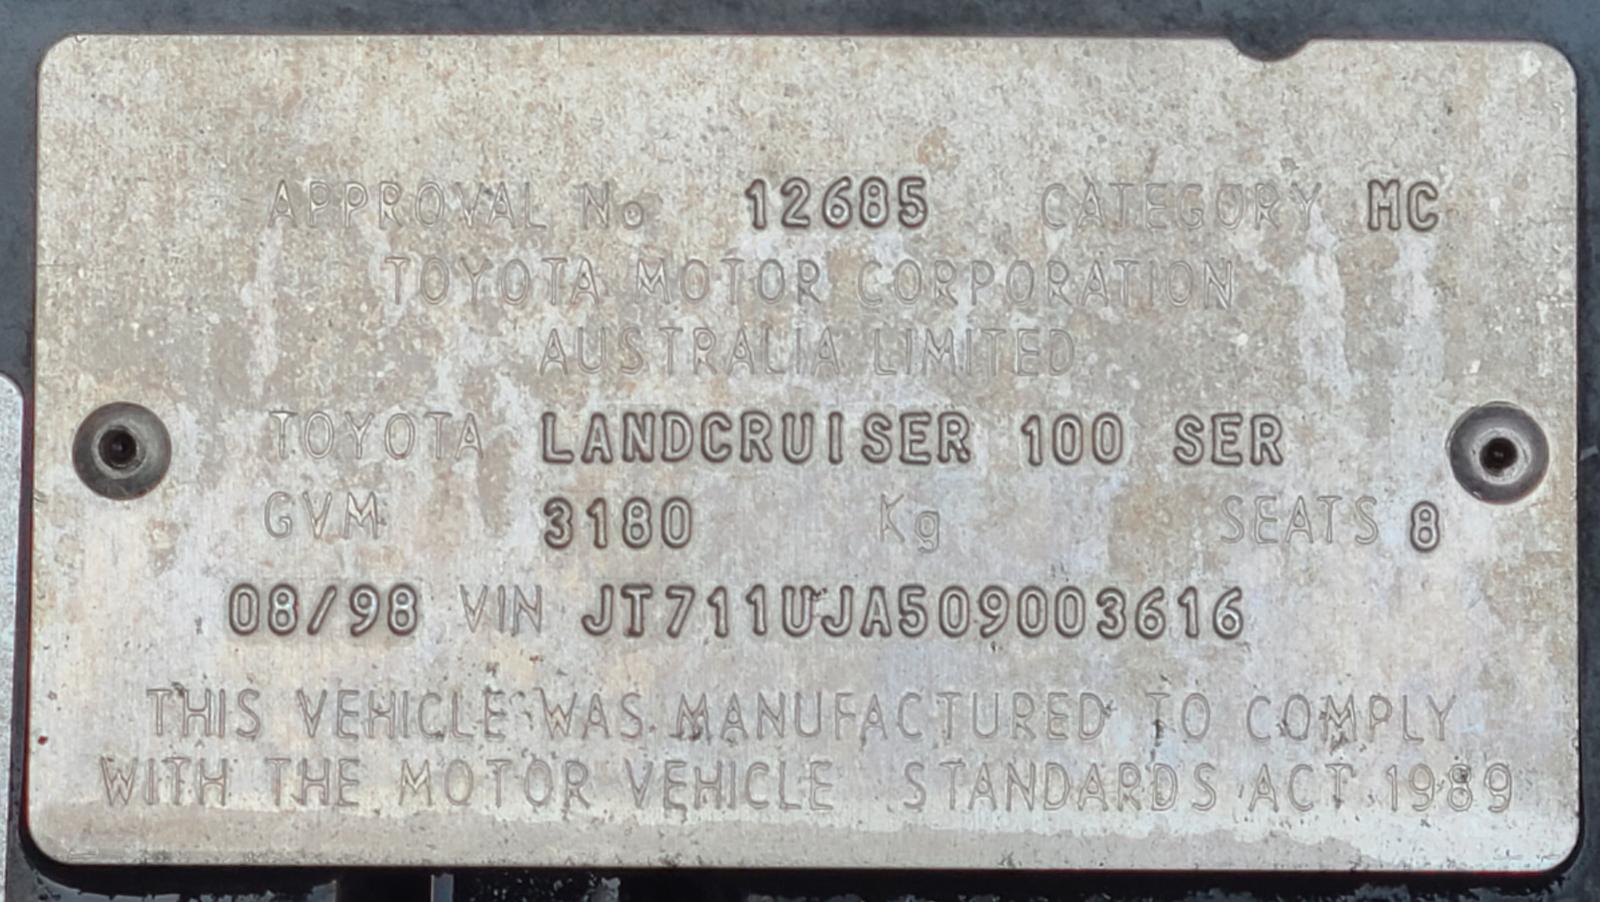 APPROVAL No 12685 CATEGORY MC
TOYOTA MOTOR CORPORATION
AUSTRALIA LIMITED
TOYOTA LANDCRUISER 100 SER
GVM 3180 Kg SEATS 8
08/98 VIN JT711UJA509003616
THIS VEHICLE WAS MANUFACTURED TO COMPLY
WITH THE MOTOR VEHICLE STANDARDS ACT 1989